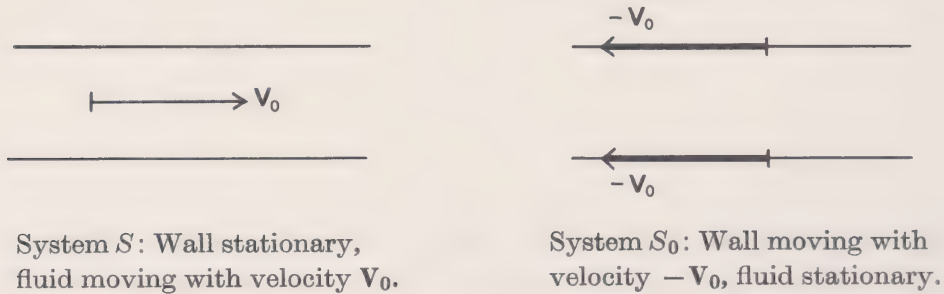 − V₀
V₀
− V₀
System S: Wall stationary,
fluid moving with velocity V₀.
System S₀: Wall moving with
velocity −V₀, fluid stationary.